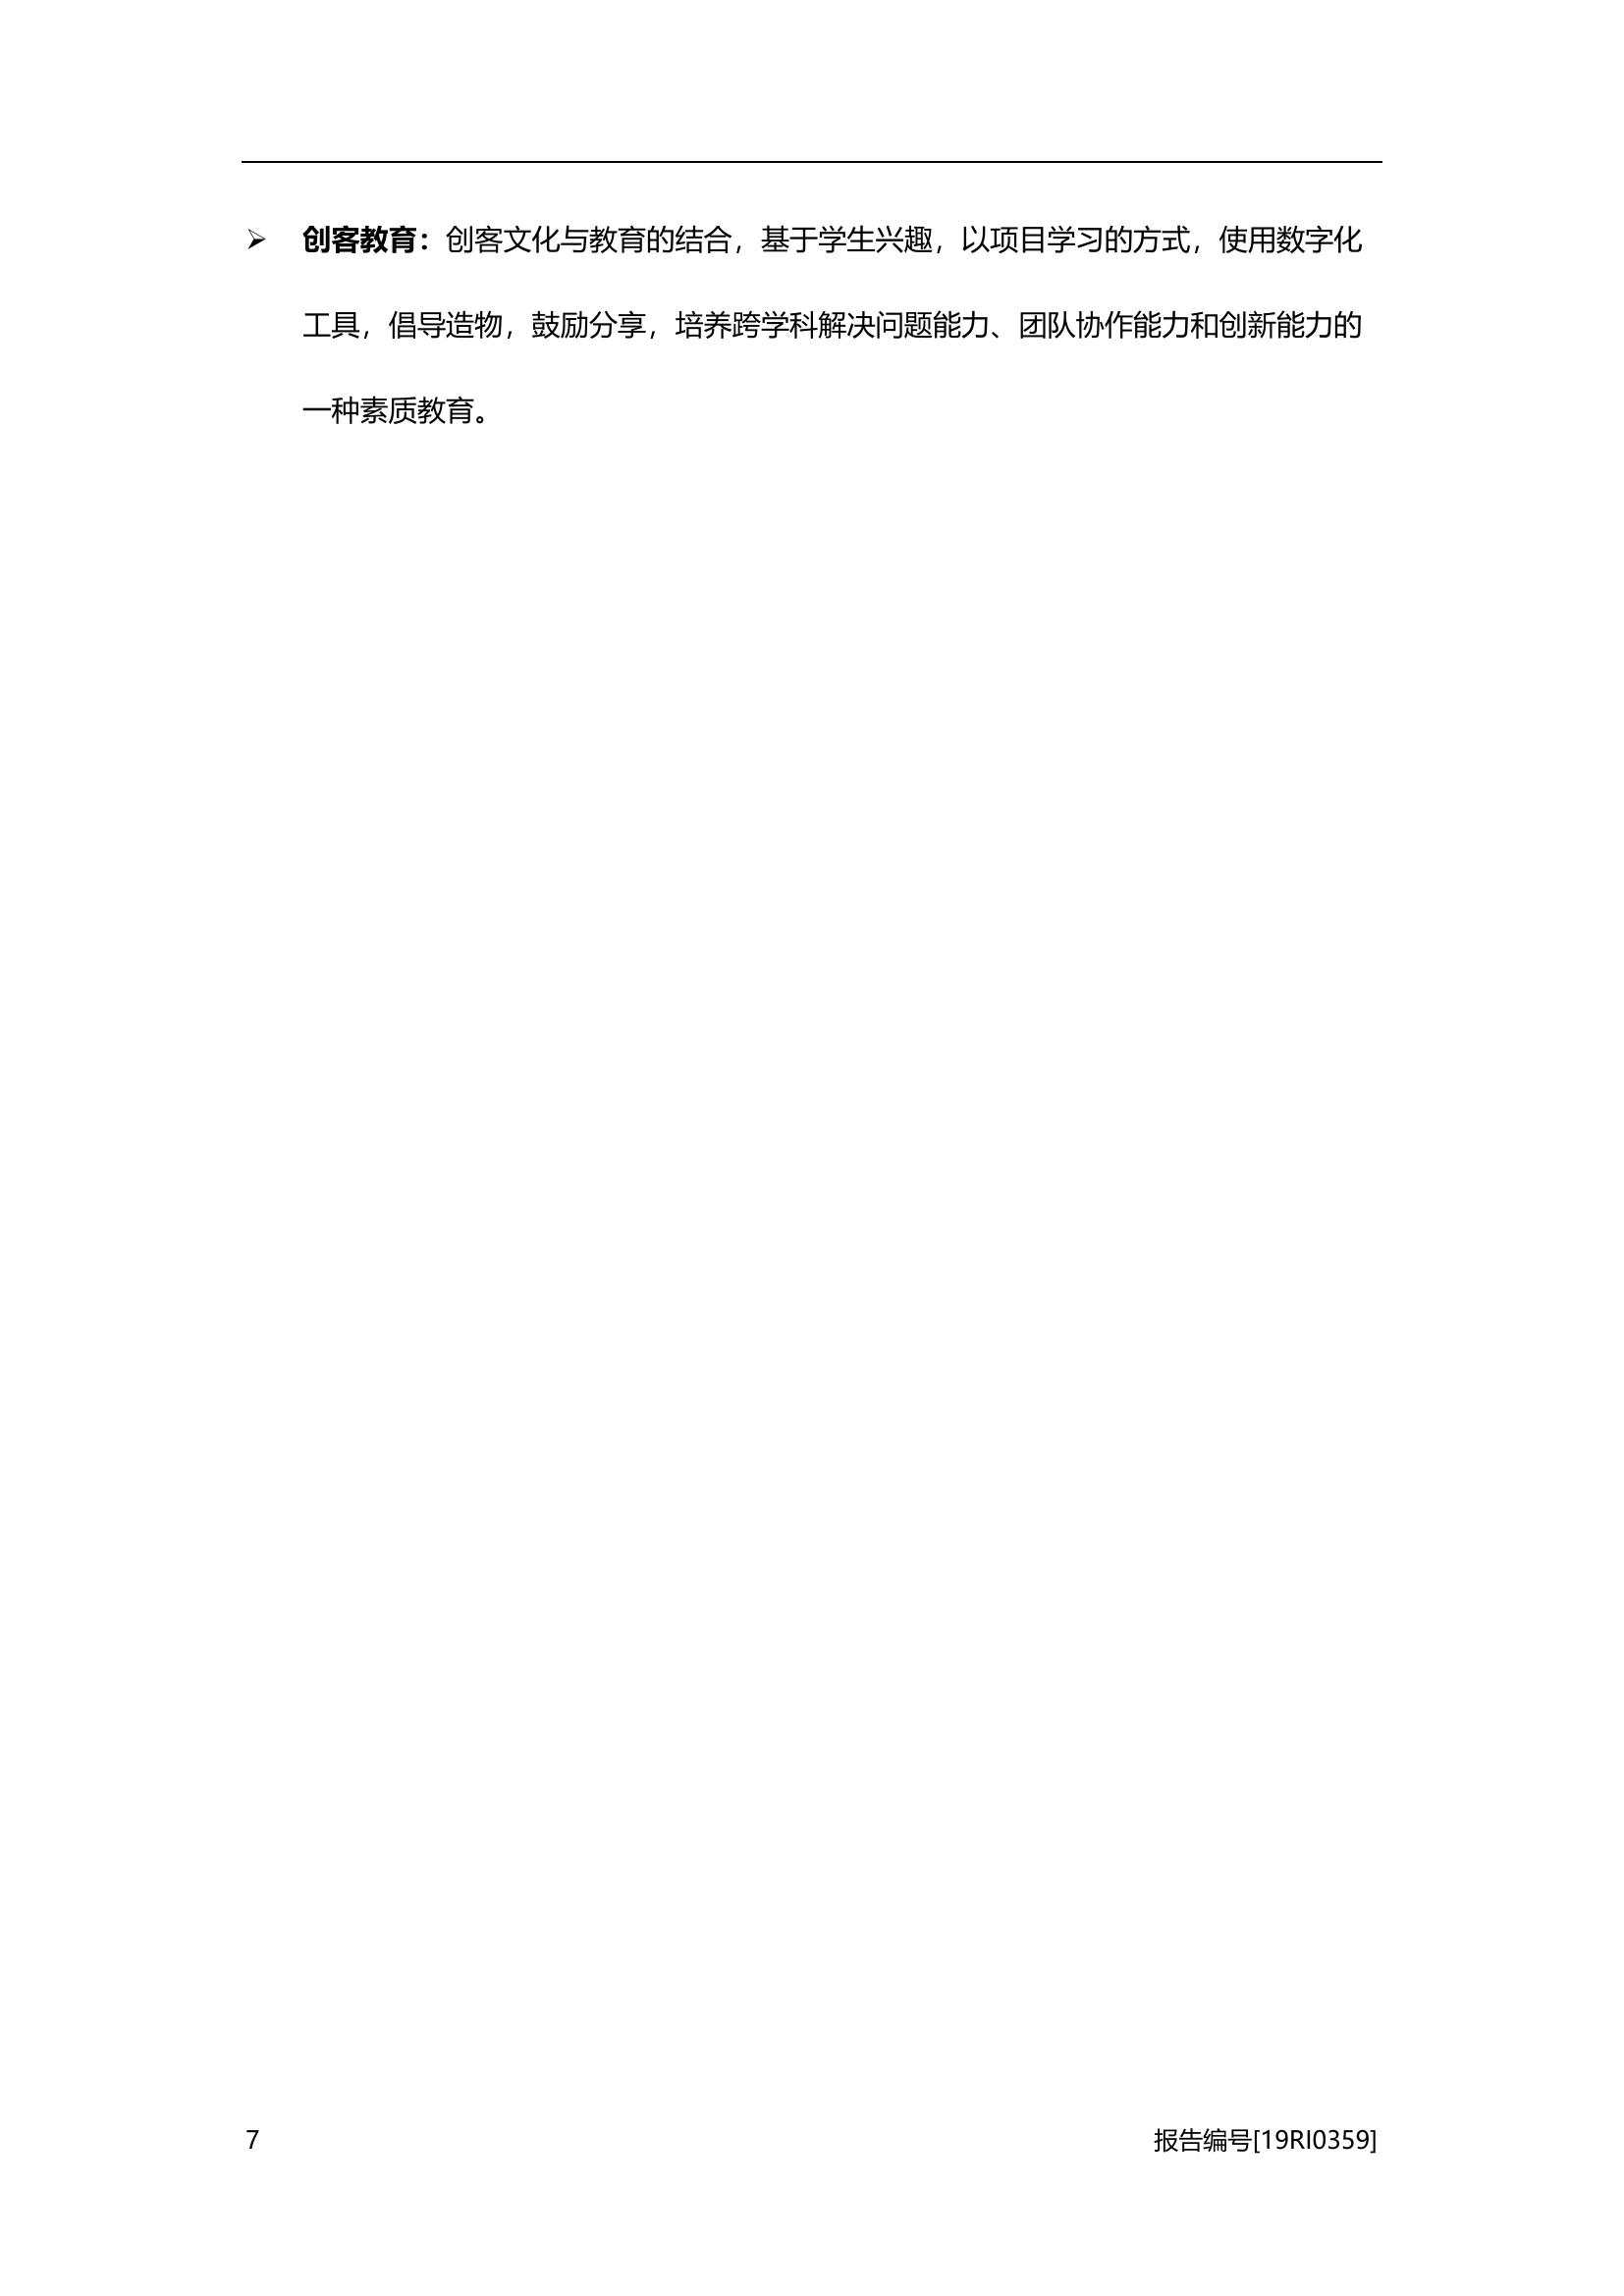 ➢ 创客教育：创客文化与教育的结合，基于学生兴趣，以项目学习的方式，使用数字化
工具，倡导造物，鼓励分享，培养跨学科解决问题能力、团队协作能力和创新能力的
一种素质教育。
7 报告编号[19RI0359]